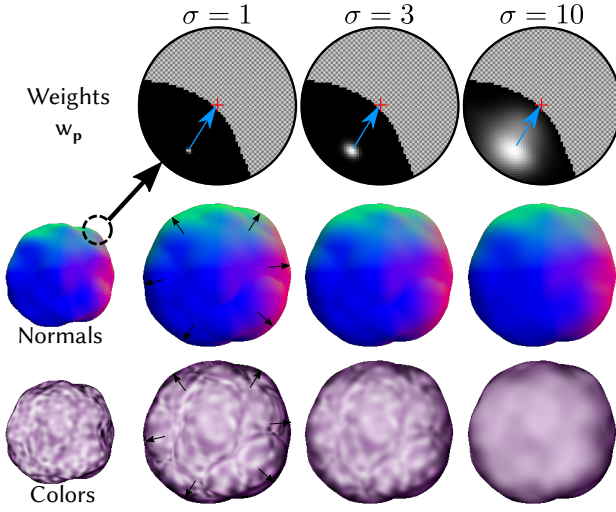 σ = 1
σ = 3
σ = 10
Weights
w_p
Normals
Colors